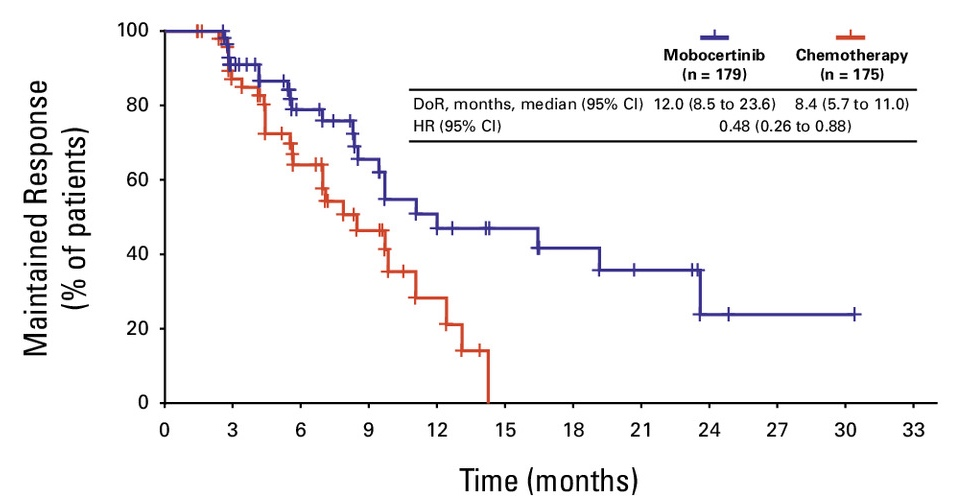 Mobocertinib Chemotherapy
(n = 179) (n = 175)
DoR, months, median (95% CI) 12.0 (8.5 to 23.6) 8.4 (5.7 to 11.0)
HR (95% CI) 0.48 (0.26 to 0.88)
Maintained Response
(% of patients)
100
80
60
40
20
0
0 3 6 9 12 15 18 21 24 27 30 33
Time (months)